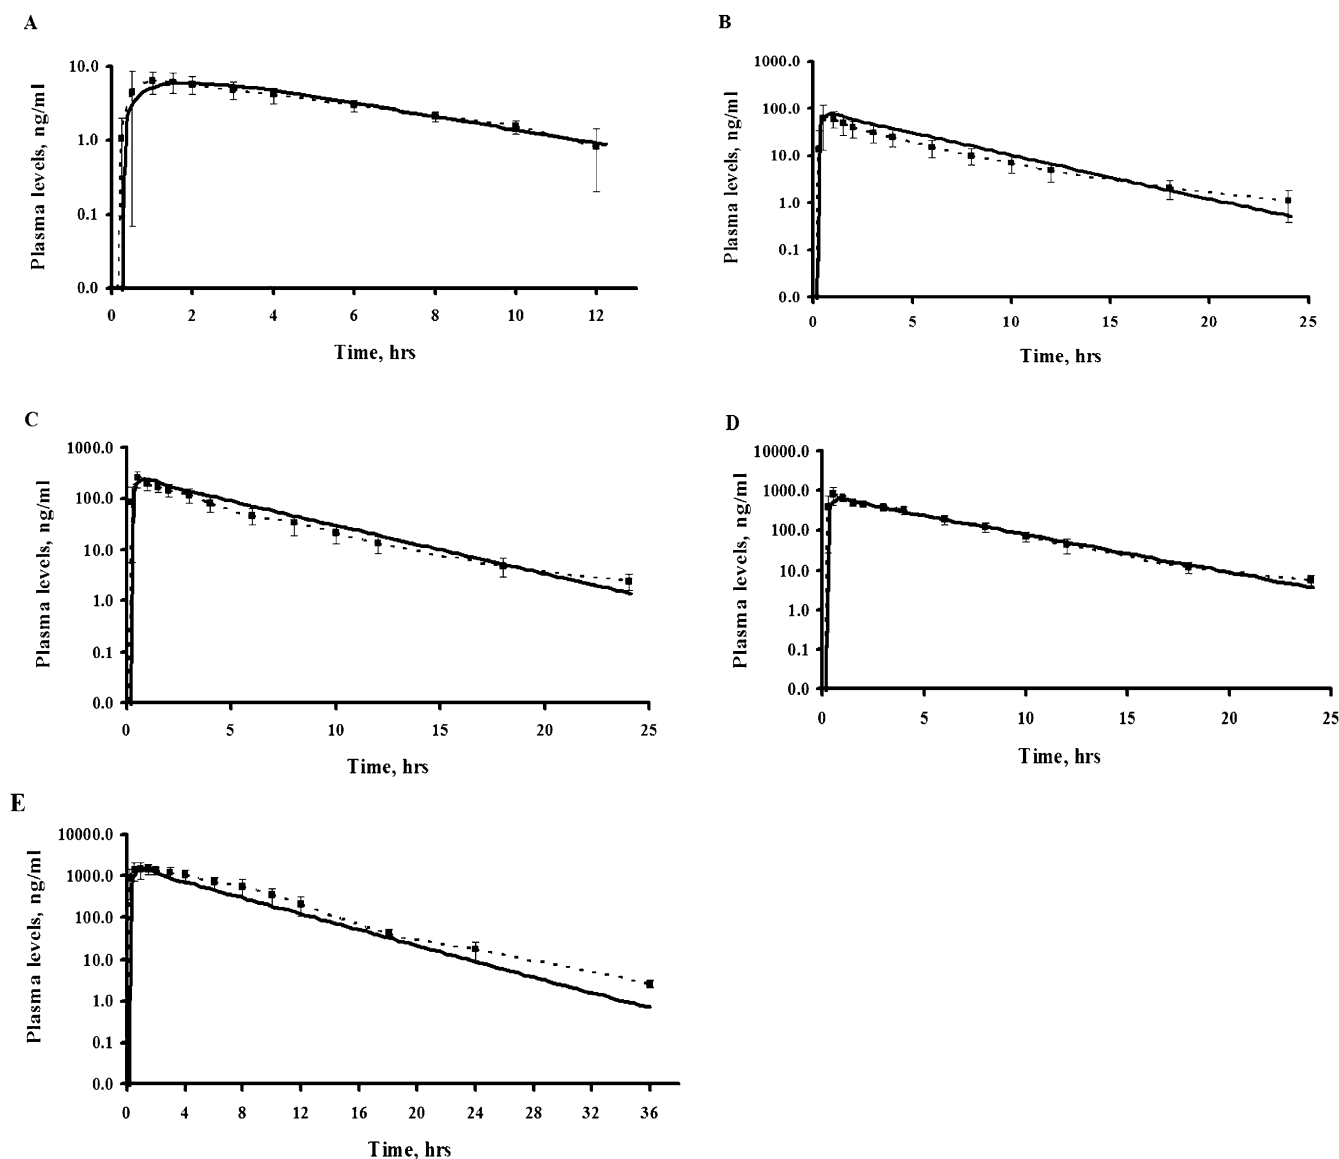 A
Plasma levels, ng/ml
10.0
1.0
0.1
0.0
0 2 4 6 8 10 12
Time, hrs
B
Plasma levels, ng/ml
1000.0
100.0
10.0
1.0
0.1
0.0
0 5 10 15 20 25
Time, hrs
C
Plasma levels, ng/ml
1000.0
100.0
10.0
1.0
0.1
0.0
0 5 10 15 20 25
Time, hrs
D
Plasma levels, ng/ml
10000.0
1000.0
100.0
10.0
1.0
0.1
0.0
0 5 10 15 20 25
Time, hrs
E
Plasma levels, ng/ml
10000.0
1000.0
100.0
10.0
1.0
0.1
0.0
0 4 8 12 16 20 24 28 32 36
Time, hrs